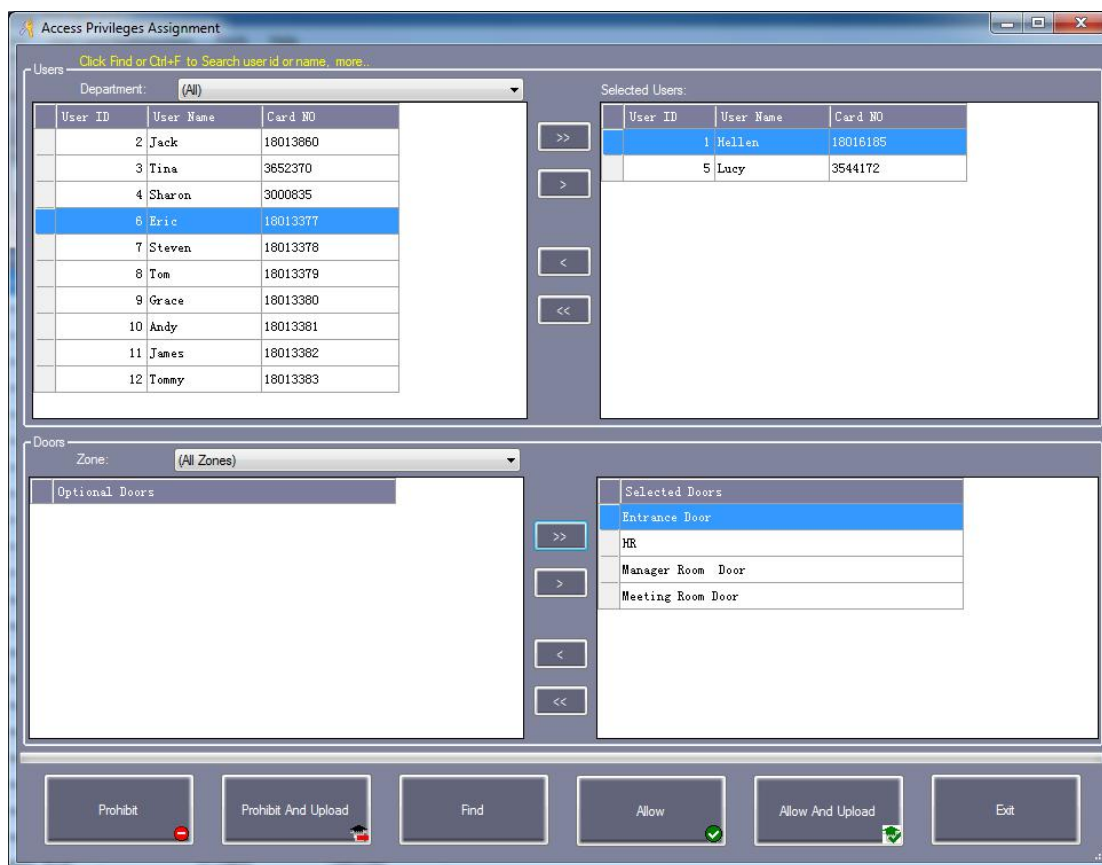 Access Privileges Assignment
Click Find or Ctrl+F to Search user id or name, more..
Users
Department: (All)
Selected Users:
User ID User Name Card NO
2 Jack 18013860
3 Tina 3652370
4 Sharon 3000835
6 Eric 18013377
7 Steven 18013378
8 Tom 18013379
9 Grace 18013380
10 Andy 18013381
11 James 18013382
12 Tommy 18013383
>>
>
<
<<
User ID User Name Card NO
1 Hellen 18016185
5 Lucy 3544172
Doors
Zone: (All Zones)
Optional Doors
>>
>
<
<<
Selected Doors
Entrance Door
HR
Manager Room Door
Meeting Room Door
Prohibit
Prohibit And Upload
Find
Allow
Allow And Upload
Exit